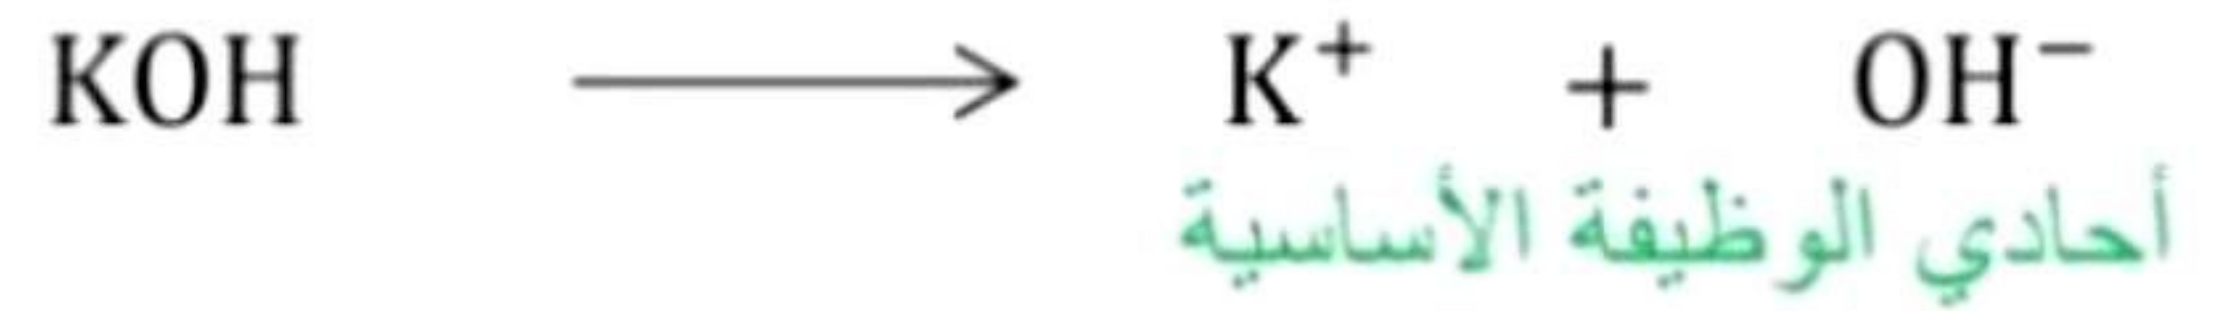 KOH ⟶ K⁺ + OH⁻
أحادي الوظيفة الأساسية